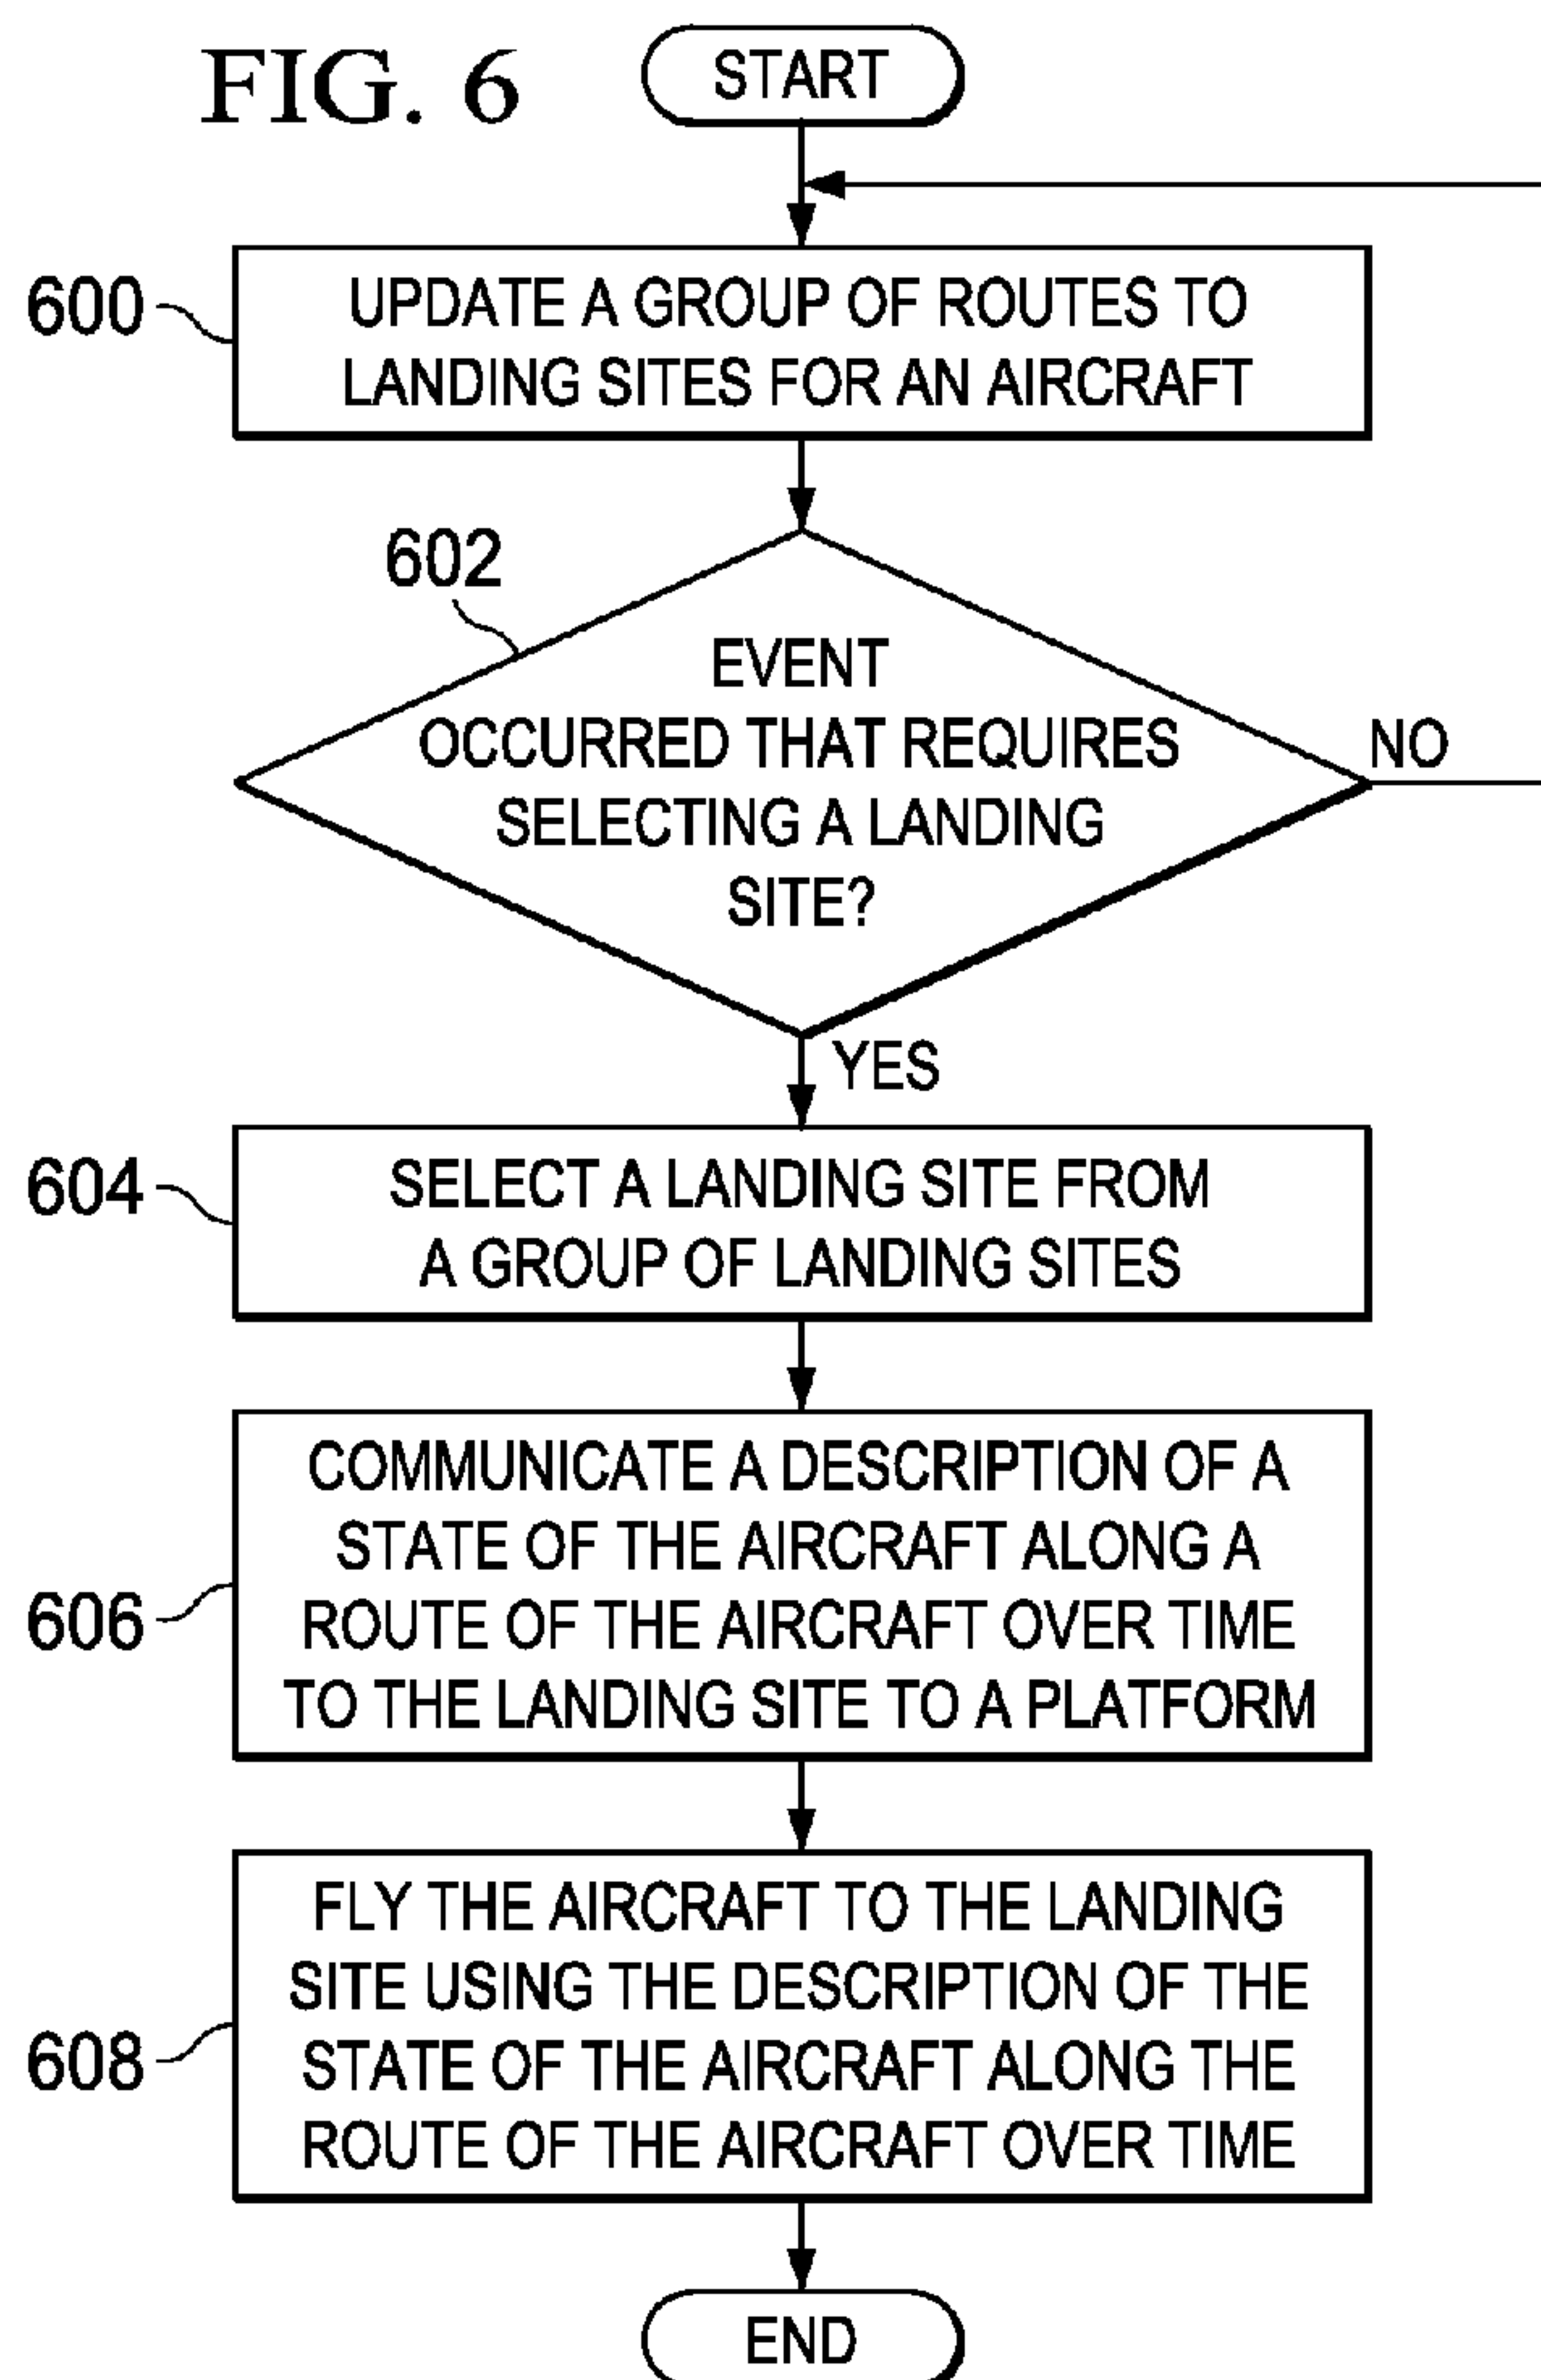 FIG. 6
START
600
UPDATE A GROUP OF ROUTES TO
LANDING SITES FOR AN AIRCRAFT
602
EVENT
OCCURRED THAT REQUIRES
SELECTING A LANDING
SITE?
NO
YES
604
SELECT A LANDING SITE FROM
A GROUP OF LANDING SITES
606
COMMUNICATE A DESCRIPTION OF A
STATE OF THE AIRCRAFT ALONG A
ROUTE OF THE AIRCRAFT OVER TIME
TO THE LANDING SITE TO A PLATFORM
608
FLY THE AIRCRAFT TO THE LANDING
SITE USING THE DESCRIPTION OF THE
STATE OF THE AIRCRAFT ALONG THE
ROUTE OF THE AIRCRAFT OVER TIME
END